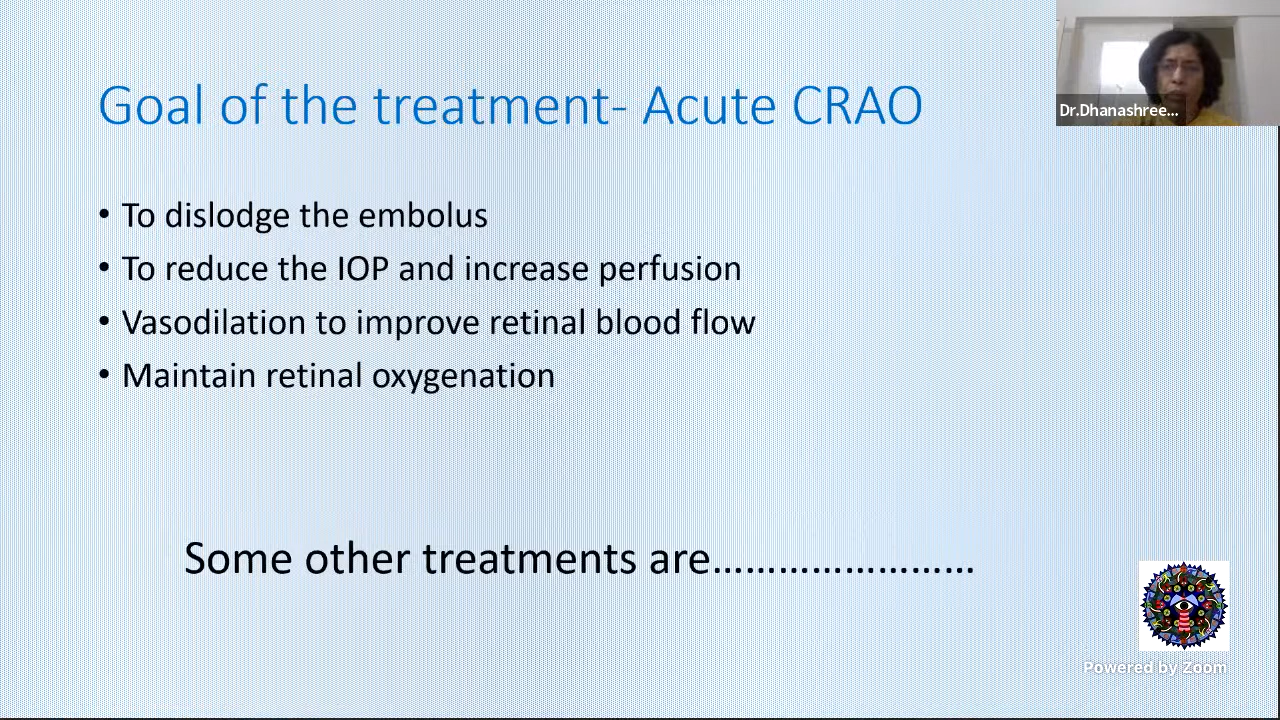 Goal of the treatment- Acute CRAO
Dr.Dhanashree...
• To dislodge the embolus
• To reduce the IOP and increase perfusion
• Vasodilation to improve retinal blood flow
• Maintain retinal oxygenation
Some other treatments are……………………
Powered by Zoom